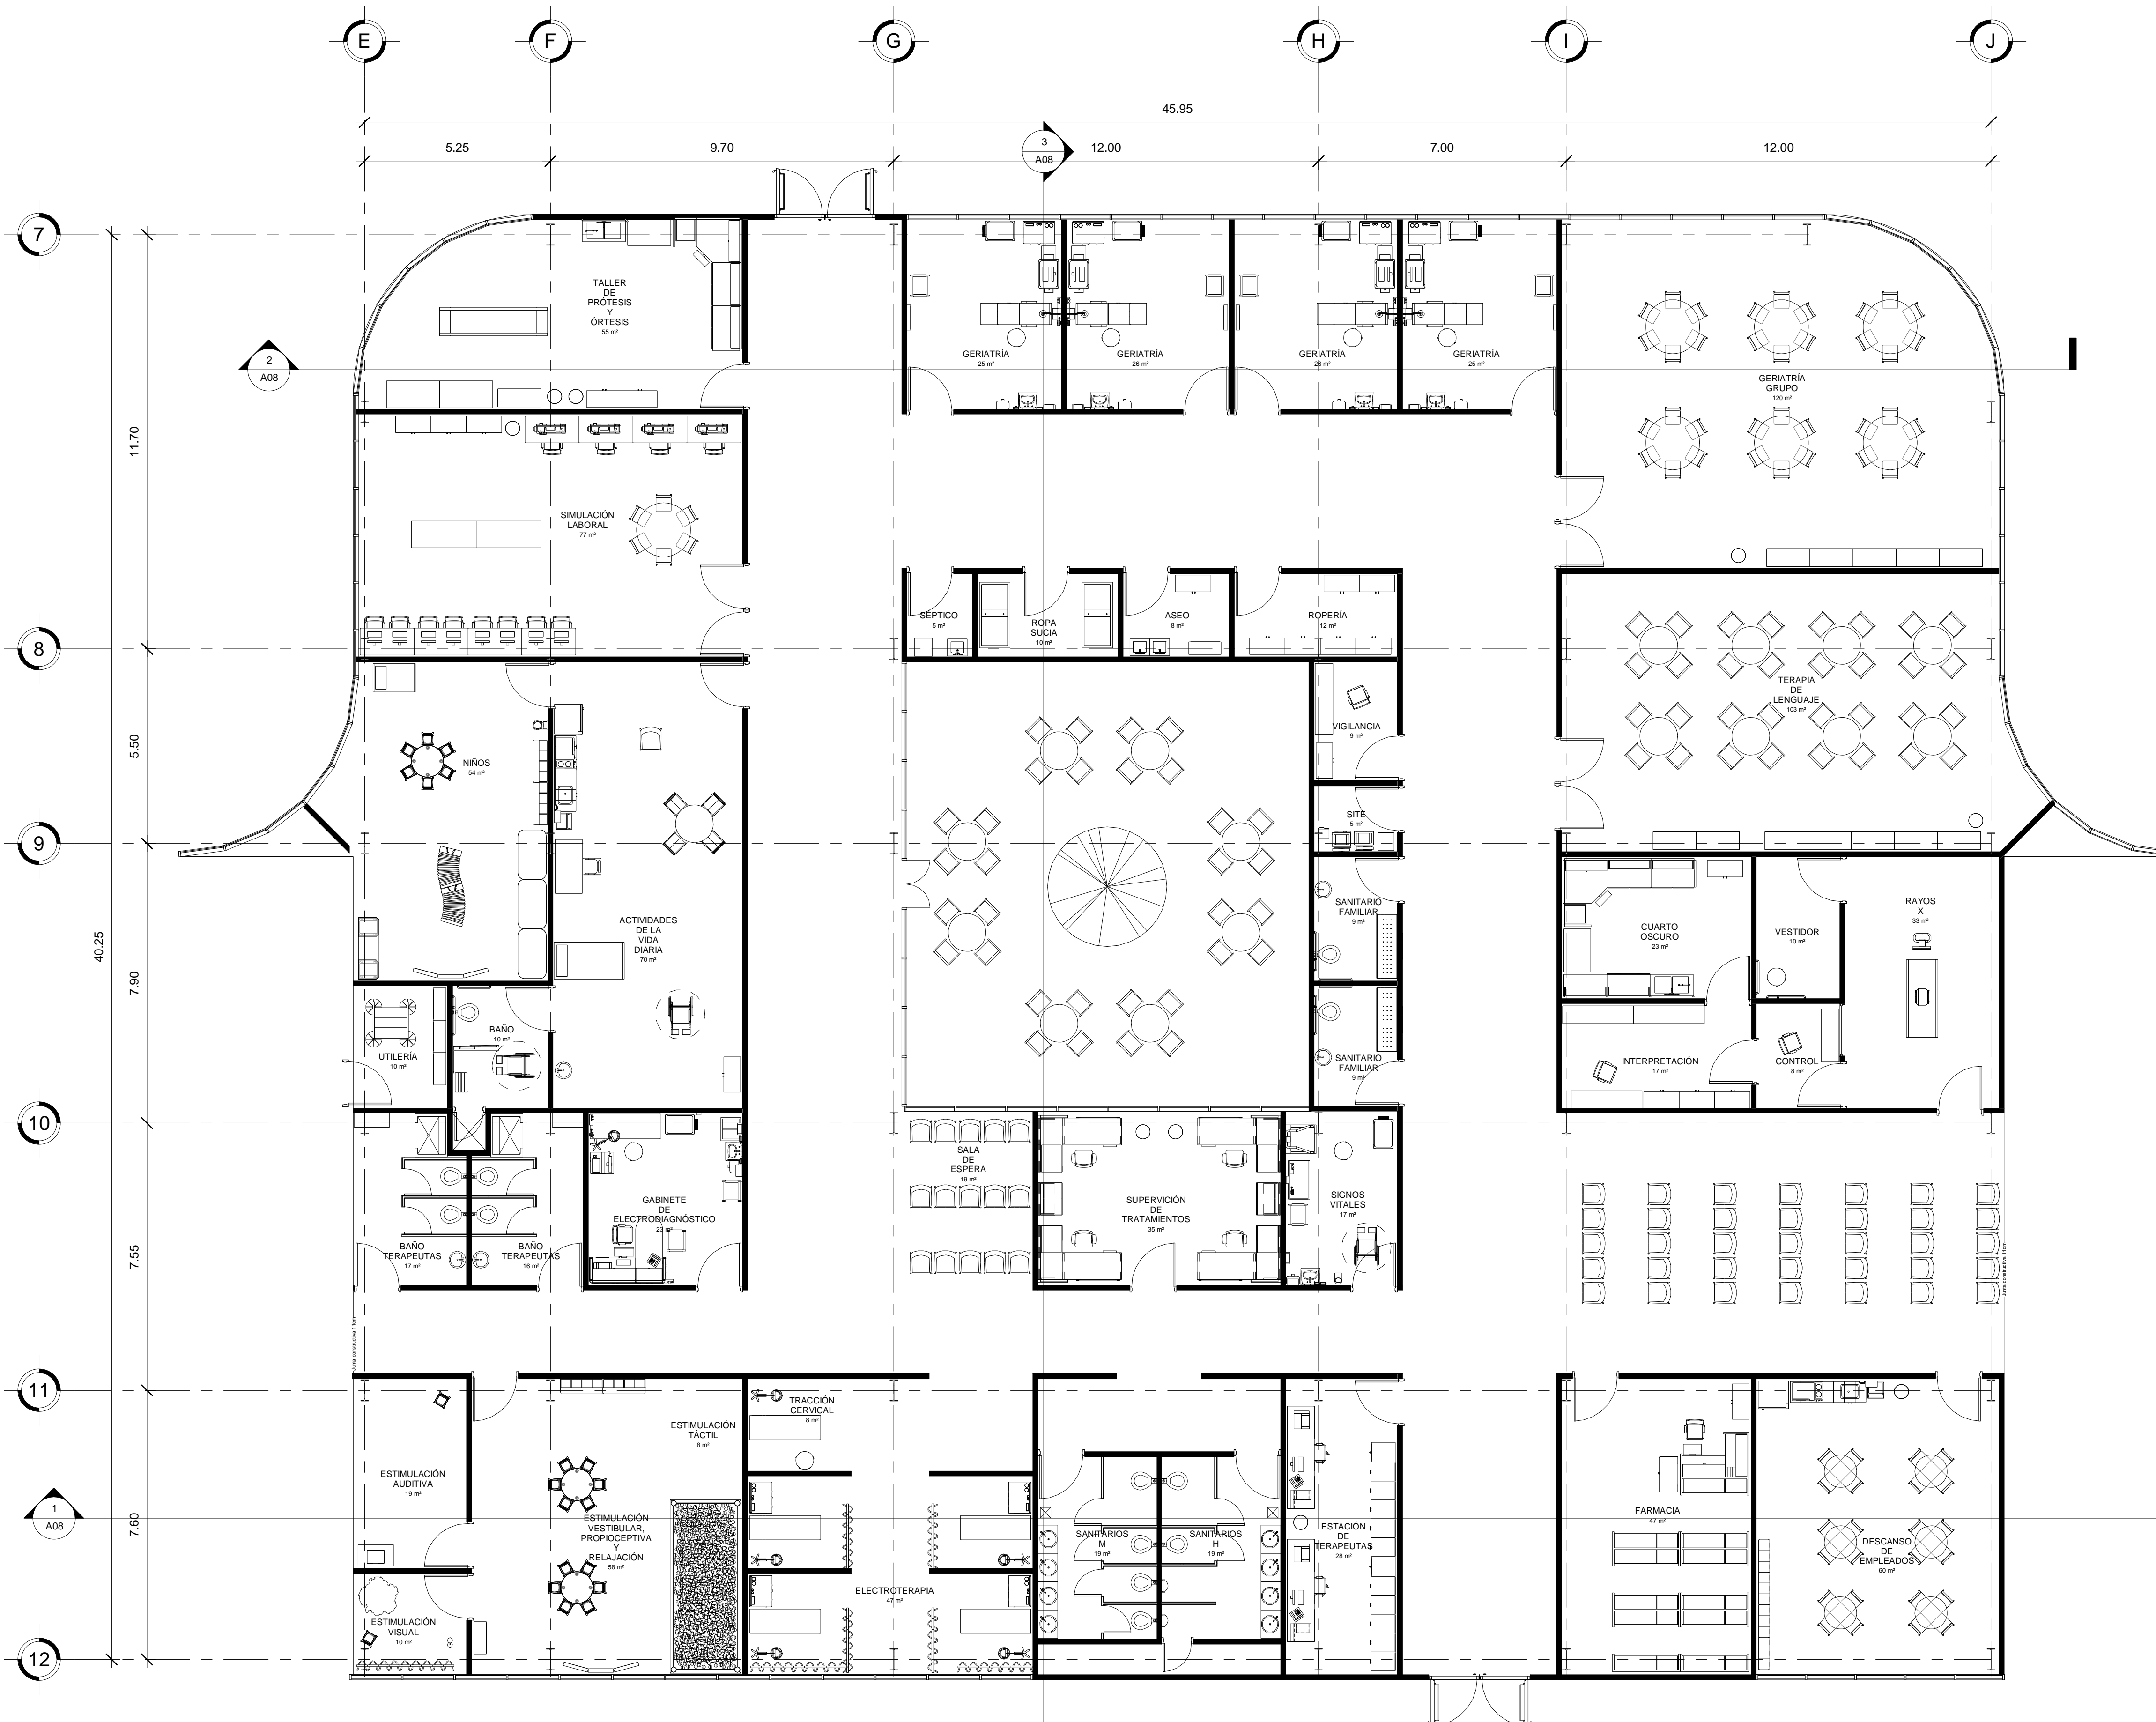 E
F
G
H
I
J
45.95
5.25
9.70
12.00
7.00
12.00
3
A08
7
8
9
10
11
12
11.70
5.50
7.90
7.55
7.60
40.25
2
A08
1
A08
TALLER
DE
PRÓTESIS
Y
ÓRTESIS
55 m²
GERIATRÍA
25 m²
GERIATRÍA
26 m²
GERIATRÍA
26 m²
GERIATRÍA
25 m²
GERIATRÍA
GRUPO
120 m²
SIMULACIÓN
LABORAL
77 m²
SÉPTICO
5 m²
ROPA
SUCIA
10 m²
ASEO
8 m²
ROPERÍA
12 m²
TERAPIA
DE
LENGUAJE
103 m²
NIÑOS
54 m²
VIGILANCIA
9 m²
SITE
5 m²
ACTIVIDADES
DE LA
VIDA
DIARIA
70 m²
SANITARIO
FAMILIAR
9 m²
CUARTO
OSCURO
23 m²
VESTIDOR
10 m²
RAYOS
X
33 m²
UTILERÍA
10 m²
BAÑO
10 m²
SANITARIO
FAMILIAR
9 m²
INTERPRETACIÓN
17 m²
CONTROL
8 m²
BAÑO
TERAPEUTAS
17 m²
BAÑO
TERAPEUTAS
16 m²
GABINETE
DE
ELECTRODIAGNÓSTICO
23 m²
SALA
DE
ESPERA
19 m²
SUPERVICIÓN
DE
TRATAMIENTOS
35 m²
SIGNOS
VITALES
17 m²
Junta constructiva 11cm
Junta constructiva 11cm
ESTIMULACIÓN
AUDITIVA
19 m²
ESTIMULACIÓN
TÁCTIL
8 m²
TRACCIÓN
CERVICAL
8 m²
ESTIMULACIÓN
VESTIBULAR,
PROPIOCEPTIVA
Y
RELAJACIÓN
58 m²
ESTIMULACIÓN
VISUAL
10 m²
ELECTROTERAPIA
47 m²
SANITARIOS
M
19 m²
SANITARIOS
H
19 m²
ESTACIÓN
DE
TERAPEUTAS
28 m²
FARMACIA
47 m²
DESCANSO
DE
EMPLEADOS
60 m²